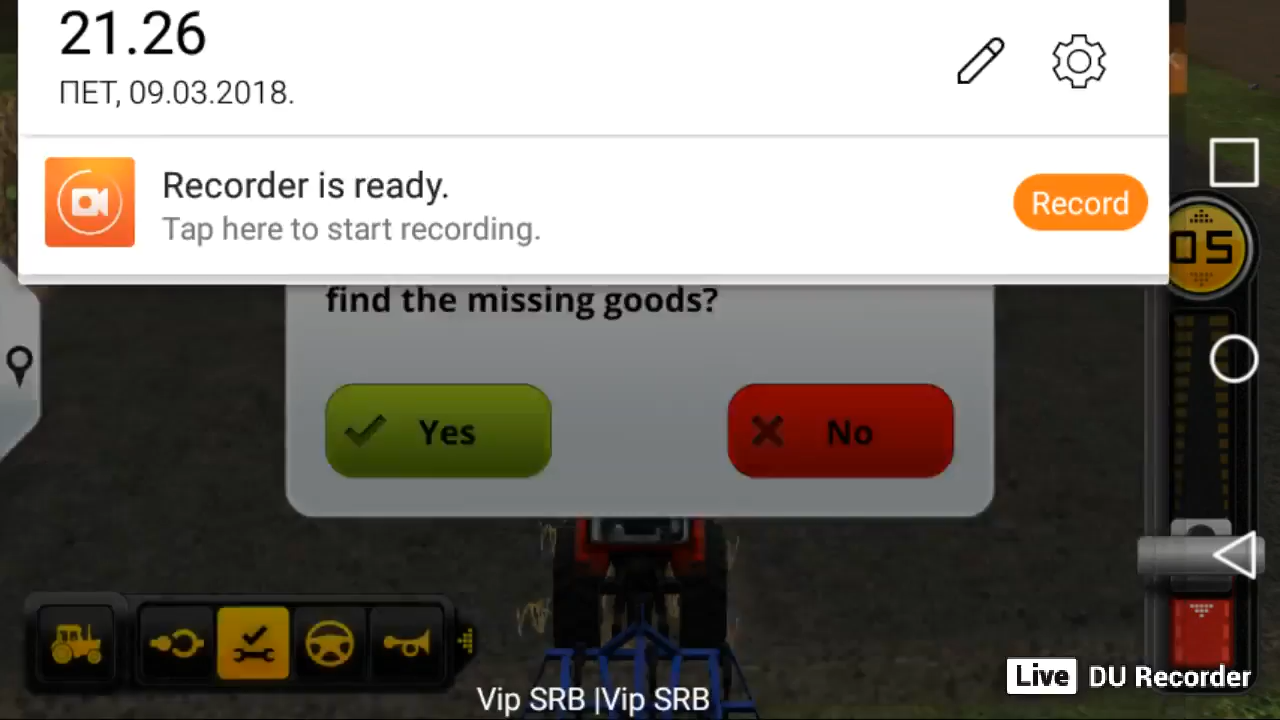 21.26
ПЕТ, 09.03.2018.
Recorder is ready.
Tap here to start recording.
Record
05
find the missing goods?
Yes
No
Live DU Recorder
Vip SRB |Vip SRB